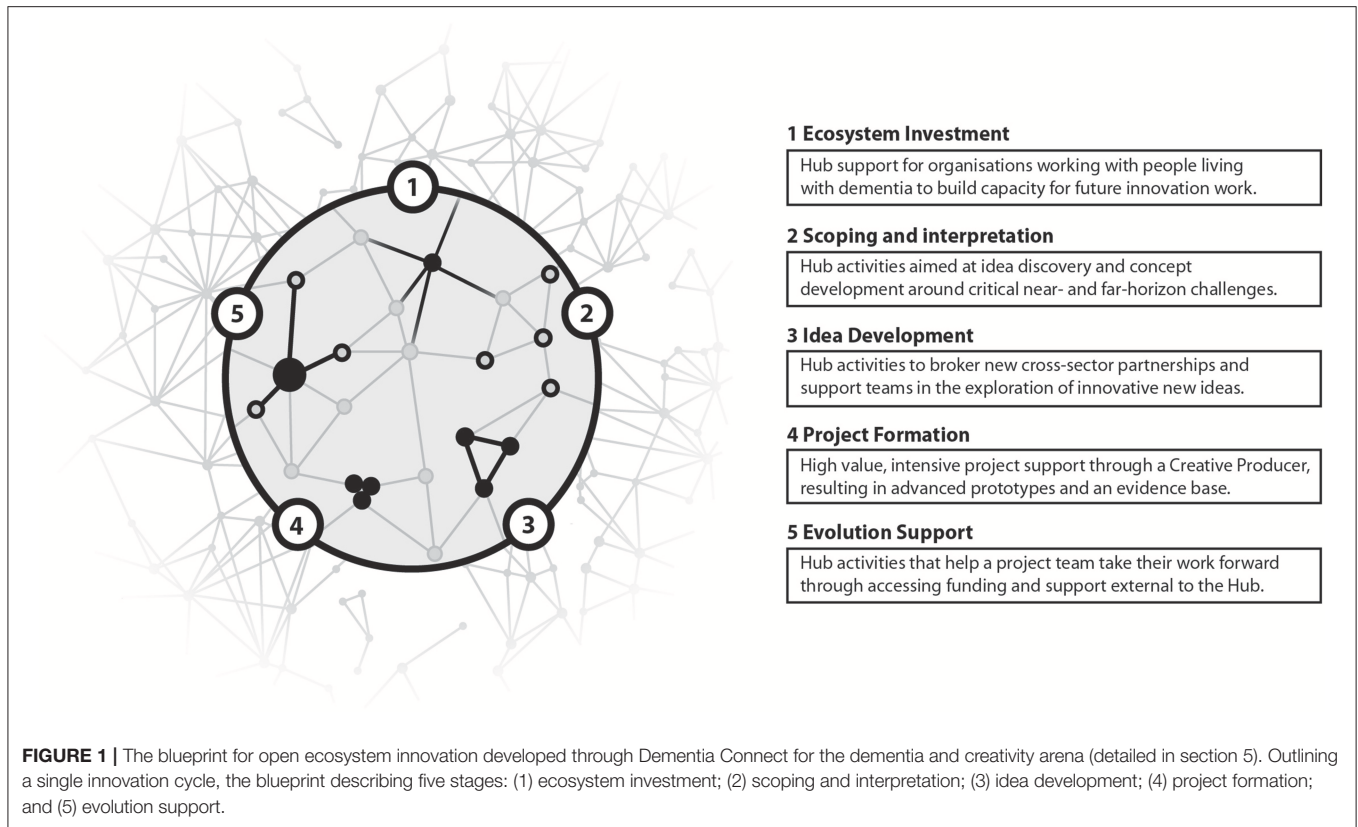 1
2
3
4
5
1 Ecosystem Investment
Hub support for organisations working with people living
with dementia to build capacity for future innovation work.
2 Scoping and interpretation
Hub activities aimed at idea discovery and concept
development around critical near- and far-horizon challenges.
3 Idea Development
Hub activities to broker new cross-sector partnerships and
support teams in the exploration of innovative new ideas.
4 Project Formation
High value, intensive project support through a Creative Producer,
resulting in advanced prototypes and an evidence base.
5 Evolution Support
Hub activities that help a project team take their work forward
through accessing funding and support external to the Hub.
FIGURE 1 | The blueprint for open ecosystem innovation developed through Dementia Connect for the dementia and creativity arena (detailed in section 5). Outlining
a single innovation cycle, the blueprint describing five stages: (1) ecosystem investment; (2) scoping and interpretation; (3) idea development; (4) project formation;
and (5) evolution support.